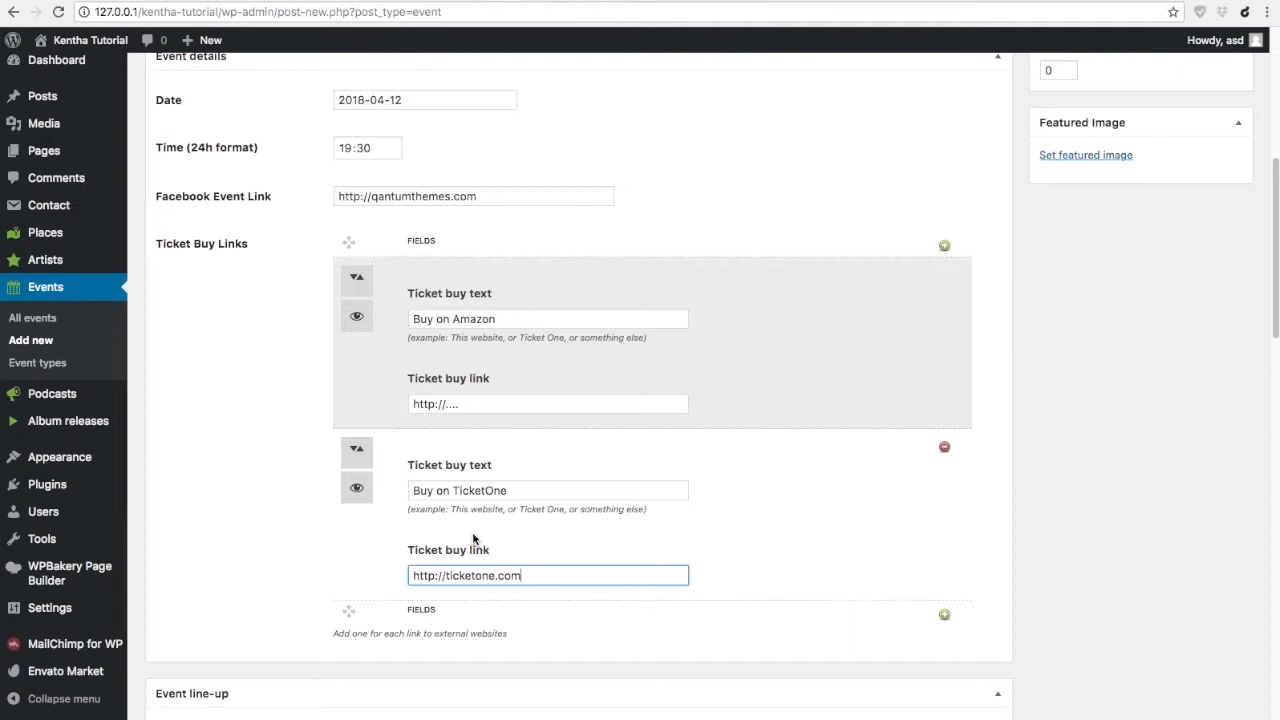 127.0.0.1/kentha-tutorial/wp-admin/post-new.php?post_type=event
Kentha Tutorial
0
New
Howdy, asd
Dashboard
Posts
Media
Pages
Comments
Contact
Places
Artists
Events
All events
Add new
Event types
Podcasts
Album releases
Appearance
Plugins
Users
Tools
WPBakery Page
Builder
Settings
MailChimp for WP
Envato Market
Collapse menu
Event details
Date
2018-04-12
Time (24h format)
19:30
Facebook Event Link
http://qantumthemes.com
Ticket Buy Links
FIELDS
Ticket buy text
Buy on Amazon
(example: This website, or Ticket One, or something else)
Ticket buy link
http://....
Ticket buy text
Buy on TicketOne
(example: This website, or Ticket One, or something else)
Ticket buy link
http://ticketone.com
FIELDS
Add one for each link to external websites
Event line-up
0
Featured Image
Set featured image